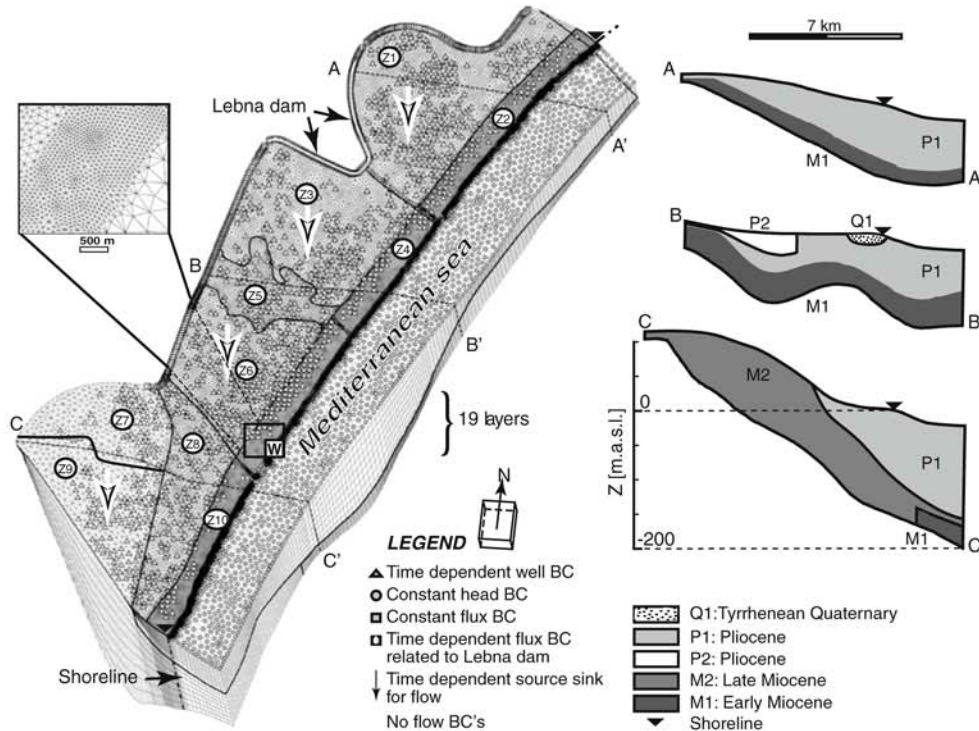 7 km
A
Z1
Lebna dam
Z2
A'
P1
M1
A
500 m
Z3
Z4
B
P2
Q1
P1
M1
B
B
Z5
Z6
B'
Mediterranean sea
19 layers
C
M2
0
P1
M1
-200
C
Z [m.a.s.l.]
C
Z7
Z8
Z9
W
Z10
C'
N
Shoreline
LEGEND
Time dependent well BC
Constant head BC
Constant flux BC
Time dependent flux BC
related to Lebna dam
Time dependent source sink
for flow
No flow BC's
Q1:Tyrrhenean Quaternary
P1: Pliocene
P2: Pliocene
M2: Late Miocene
M1: Early Miocene
Shoreline